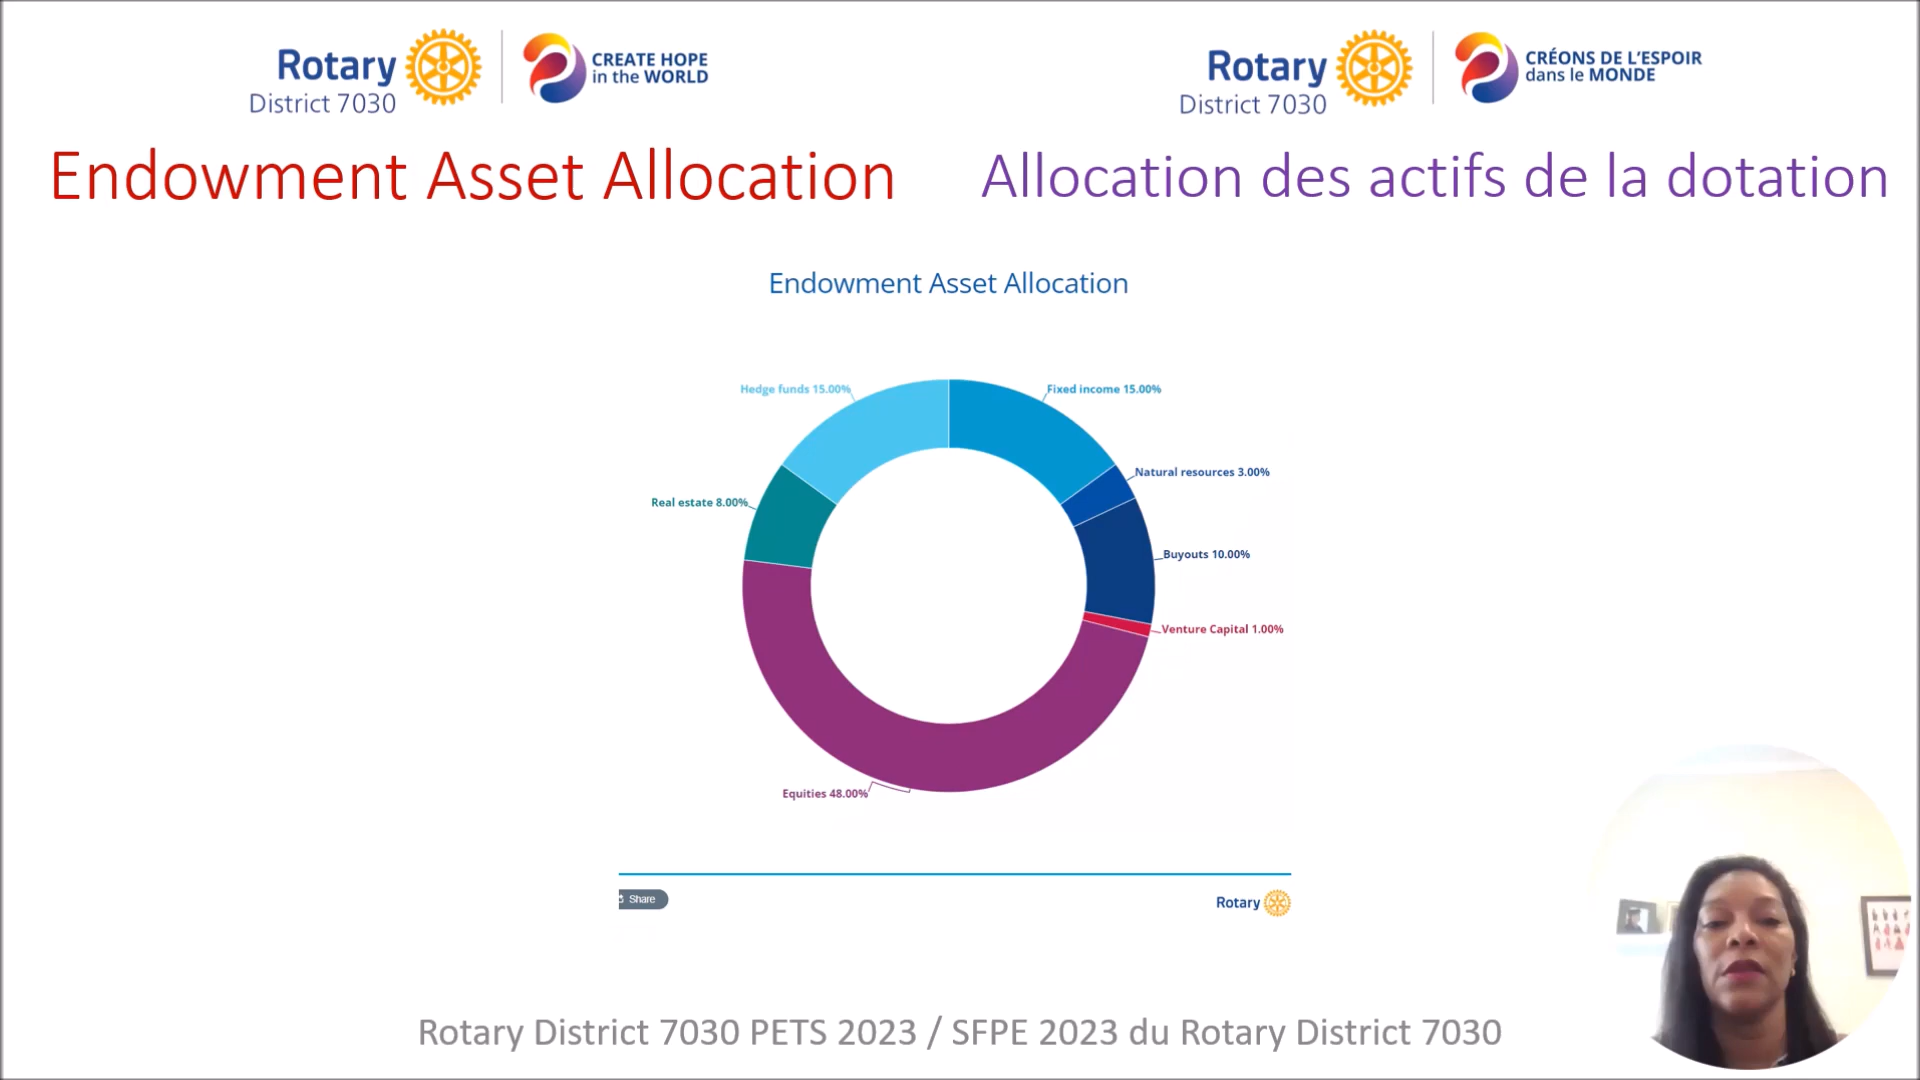 Rotary
District 7030
CREATE HOPE
in the WORLD
Rotary
District 7030
CRÉONS DE L'ESPOIR
dans le MONDE
Endowment Asset Allocation
Allocation des actifs de la dotation
Endowment Asset Allocation
Hedge funds 15.00%
Fixed income 15.00%
Natural resources 3.00%
Real estate 8.00%
Buyouts 10.00%
Venture Capital 1.00%
Equities 48.00%
Share
Rotary
Rotary District 7030 PETS 2023 / SFPE 2023 du Rotary District 7030